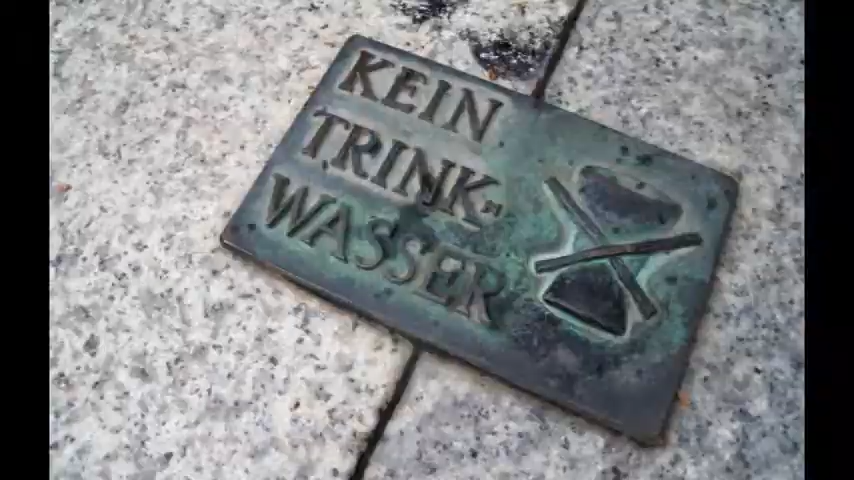 KEIN
TRINK=
WASSER